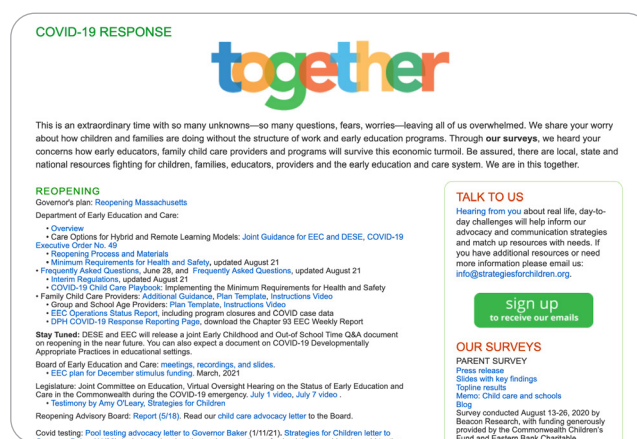 COVID-19 RESPONSE
together
This is an extraordinary time with so many unknowns—so many questions, fears, worries—leaving all of us overwhelmed. We share your worry
about how children and families are doing without the structure of work and early education programs. Through our surveys, we heard your
concerns how early educators, family child care providers and programs will survive this economic turmoil. Be assured, there are local, state and
national resources fighting for children, families, educators, providers and the early education and care system. We are in this together.
REOPENING
Governor's plan: Reopening Massachusetts
Department of Early Education and Care:
• Overview
• Care Options for Hybrid and Remote Learning Models: Joint Guidance for EEC and DESE, COVID-19
Executive Order No. 49
• Reopening Process and Materials
• Minimum Requirements for Health and Safety, updated August 21
• Frequently Asked Questions, June 28, and Frequently Asked Questions, updated August 21
• Interim Regulations, updated August 21
• COVID-19 Child Care Playbook: Implementing the Minimum Requirements for Health and Safety
• Family Child Care Providers: Additional Guidance, Plan Template, Instructions Video
• Group and School Age Providers: Plan Template, Instructions Video
• EEC Operations Status Report, including program closures and COVID case data
• DPH COVID-19 Response Reporting Page, download the Chapter 93 EEC Weekly Report
Stay Tuned: DESE and EEC will release a joint Early Childhood and Out-of School Time Q&A document
on reopening in the near future. You can also expect a document on COVID-19 Developmentally
Appropriate Practices in educational settings.
Board of Early Education and Care: meetings, recordings, and slides.
• EEC plan for December stimulus funding. March, 2021
Legislature: Joint Committee on Education, Virtual Oversight Hearing on the Status of Early Education and
Care in the Commonwealth during the COVID-19 emergency. July 1 video, July 7 video .
• Testimony by Amy O'Leary, Strategies for Children
Reopening Advisory Board: Report (5/18). Read our child care advocacy letter to the Board.
Covid testing: Pool testing advocacy letter to Governor Baker (1/11/21). Strategies for Children letter to
TALK TO US
Hearing from you about real life, day-to-
day challenges will help inform our
advocacy and communication strategies
and match up resources with needs. If
you have additional resources or need
more information please email us:
info@strategiesforchildren.org.
sign up
to receive our emails
OUR SURVEYS
PARENT SURVEY
Press release
Slides with key findings
Topline results
Memo: Child care and schools
Blog
Survey conducted August 13-26, 2020 by
Beacon Research, with funding generously
provided by the Commonwealth Children's
Fund and Eastern Bank Charitable